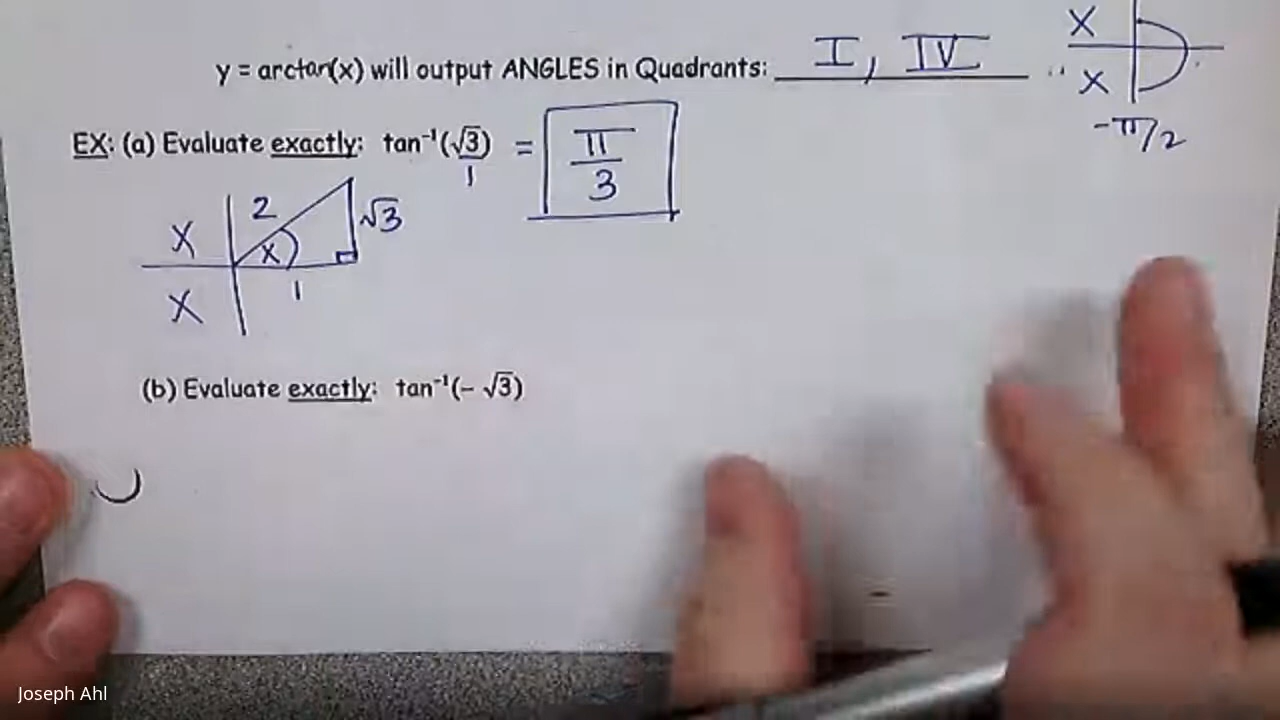 y = arctan(x) will output ANGLES in Quadrants: I, IV
X
X
-π/2
EX: (a) Evaluate exactly: tan⁻¹(√3) = π/3
1
2
√3
X
X
1
X
(b) Evaluate exactly: tan⁻¹(- √3)
Joseph Ahl